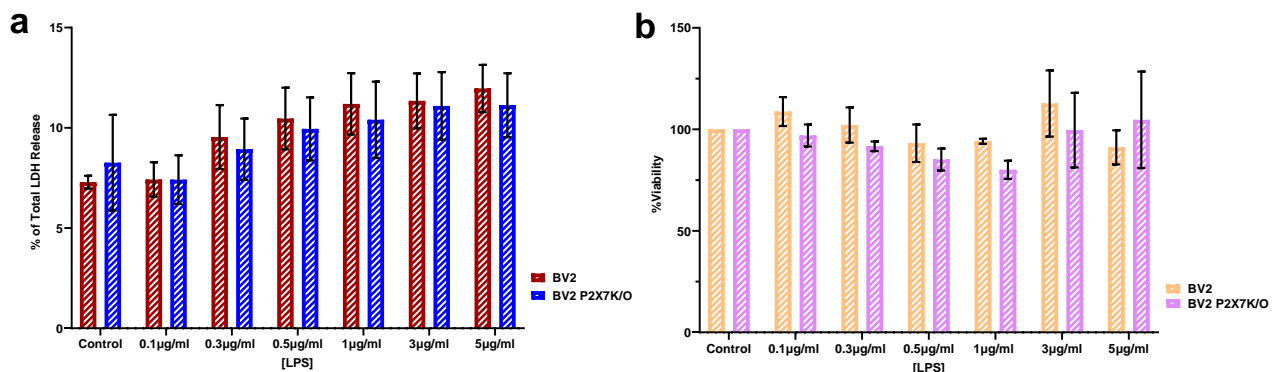 a
% of Total LDH Release
15
10
5
0
Control 0.1µg/ml 0.3µg/ml 0.5µg/ml 1µg/ml 3µg/ml 5µg/ml
[LPS]
BV2
BV2 P2X7K/O
b
%Viability
150
100
50
0
Control 0.1µg/ml 0.3µg/ml 0.5µg/ml 1µg/ml 3µg/ml 5µg/ml
[LPS]
BV2
BV2 P2X7K/O